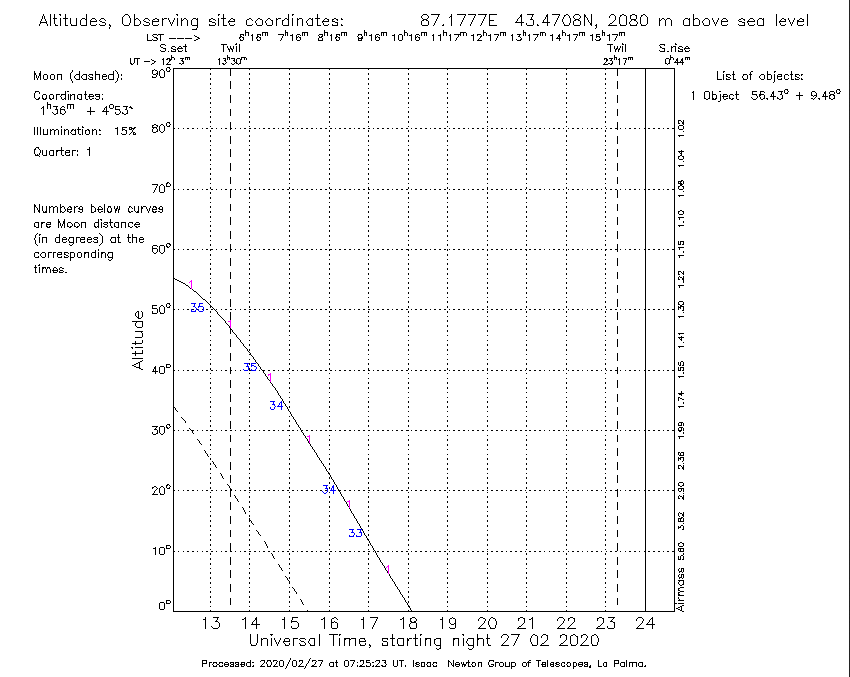 Altitudes, Observing site coordinates: 87.1777E 43.4708N, 2080 m above sea level
LST ---> 6h16m 7h16m 8h16m 9h16m 10h16m 11h17m 12h17m 13h17m 14h17m 15h17m
S.set Twil Twil S.rise
UT -> 12h 3m 13h30m 23h17m 0h44m
Moon (dashed):
Coordinates:
1h36m + 4°53'
Illumination: 15%
Quarter: 1
Numbers below curves
are Moon distance
(in degrees) at the
corresponding
times.
List of objects:
1 Object 56.43° + 9.48°
90°
80°
70°
60°
50°
40°
30°
20°
10°
0°
Altitude
1
35
1
35
1
34
1
34
1
33
1
1.02
1.04
1.06
1.10
1.15
1.22
1.30
1.41
1.55
1.74
1.99
2.36
2.90
3.82
5.60
Airmass
13 14 15 16 17 18 19 20 21 22 23 24
Universal Time, starting night 27 02 2020
Processed: 2020/02/27 at 07:25:23 UT. Isaac Newton Group of Telescopes, La Palma.